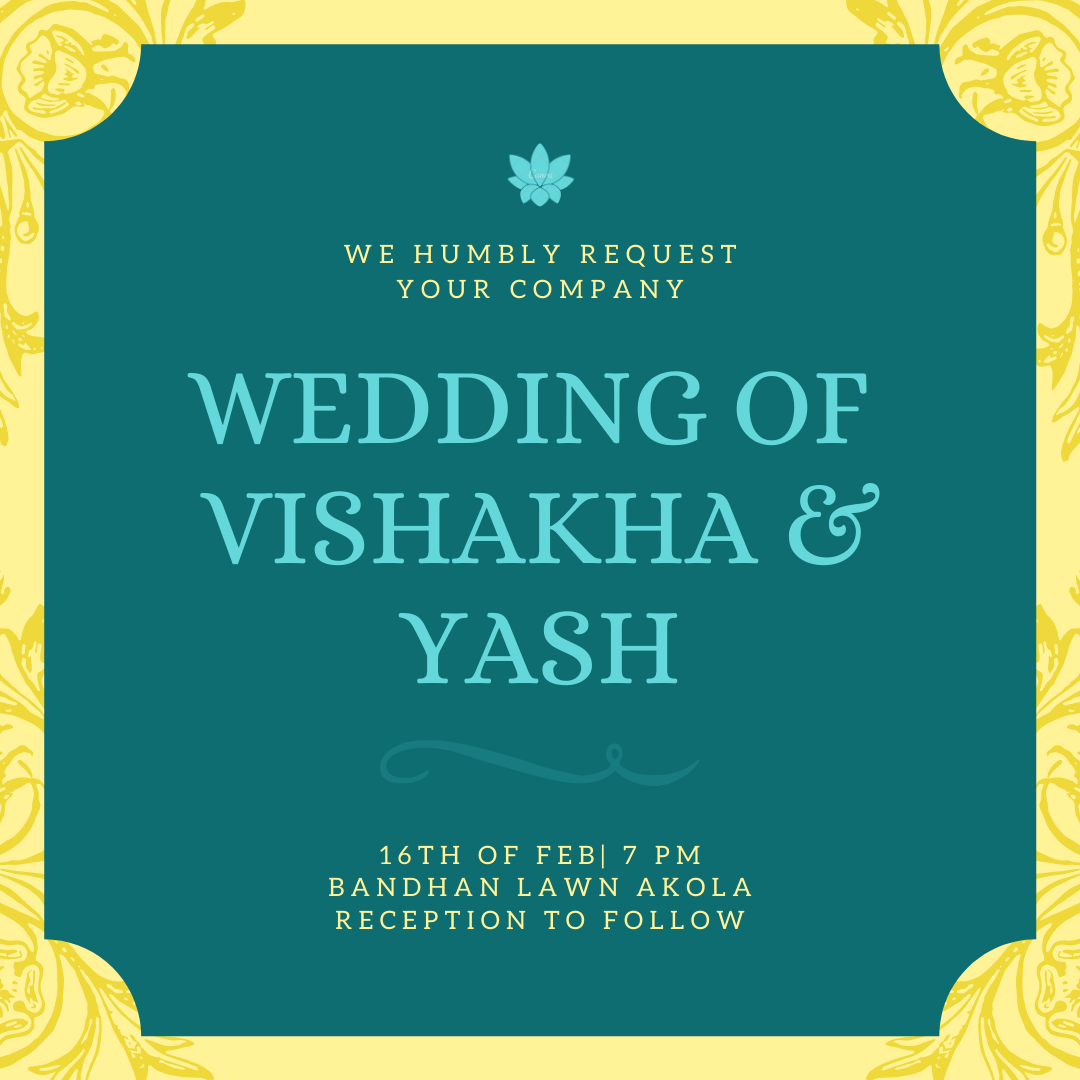 WE HUMBLY REQUEST
YOUR COMPANY
WEDDING OF
VISHAKHA &
YASH
16TH OF FEB| 7 PM
BANDHAN LAWN AKOLA
RECEPTION TO FOLLOW